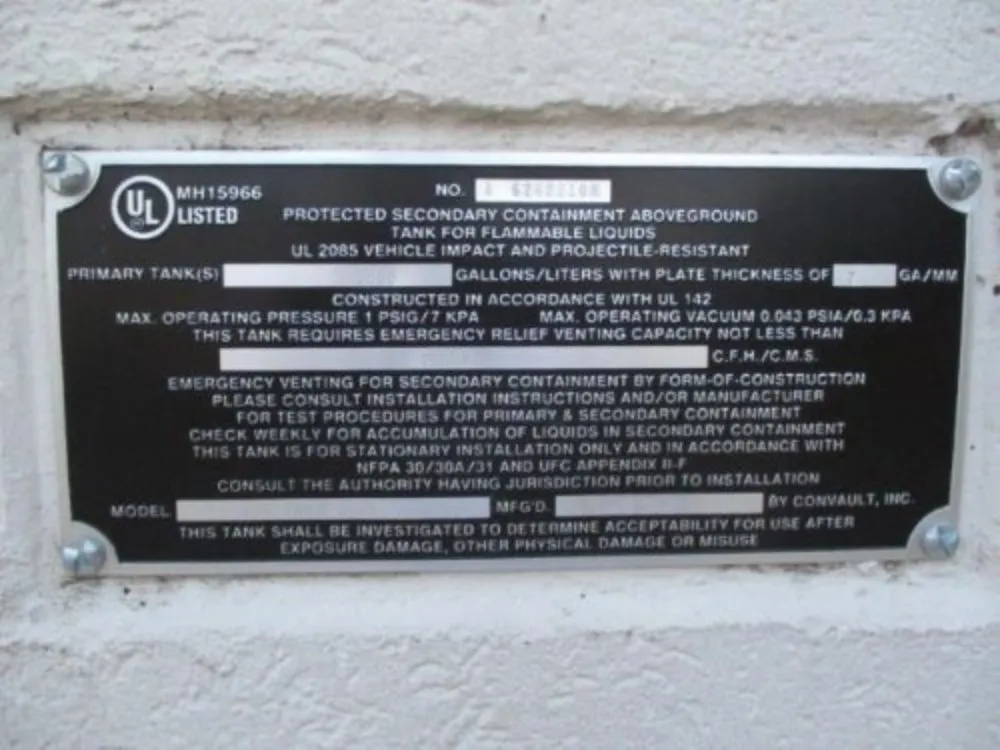 UL MH15966
LISTED
NO.
PROTECTED SECONDARY CONTAINMENT ABOVEGROUND
TANK FOR FLAMMABLE LIQUIDS
UL 2085 VEHICLE IMPACT AND PROJECTILE-RESISTANT
PRIMARY TANK(S) GALLONS/LITERS WITH PLATE THICKNESS OF 7 GA/MM
CONSTRUCTED IN ACCORDANCE WITH UL 142
MAX. OPERATING PRESSURE 1 PSIG/7 KPA MAX. OPERATING VACUUM 0.043 PSIA/0.3 KPA
THIS TANK REQUIRES EMERGENCY RELIEF VENTING CAPACITY NOT LESS THAN
C.F.H./C.M.S.
EMERGENCY VENTING FOR SECONDARY CONTAINMENT BY FORM-OF-CONSTRUCTION
PLEASE CONSULT INSTALLATION INSTRUCTIONS AND/OR MANUFACTURER
FOR TEST PROCEDURES FOR PRIMARY & SECONDARY CONTAINMENT
CHECK WEEKLY FOR ACCUMULATION OF LIQUIDS IN SECONDARY CONTAINMENT
THIS TANK IS FOR STATIONARY INSTALLATION ONLY AND IN ACCORDANCE WITH
NFPA 30/30A/31 AND UFC APPENDIX II-F
CONSULT THE AUTHORITY HAVING JURISDICTION PRIOR TO INSTALLATION
MODEL MFG'D. BY CONVAULT, INC.
THIS TANK SHALL BE INVESTIGATED TO DETERMINE ACCEPTABILITY FOR USE AFTER
EXPOSURE DAMAGE, OTHER PHYSICAL DAMAGE OR MISUSE